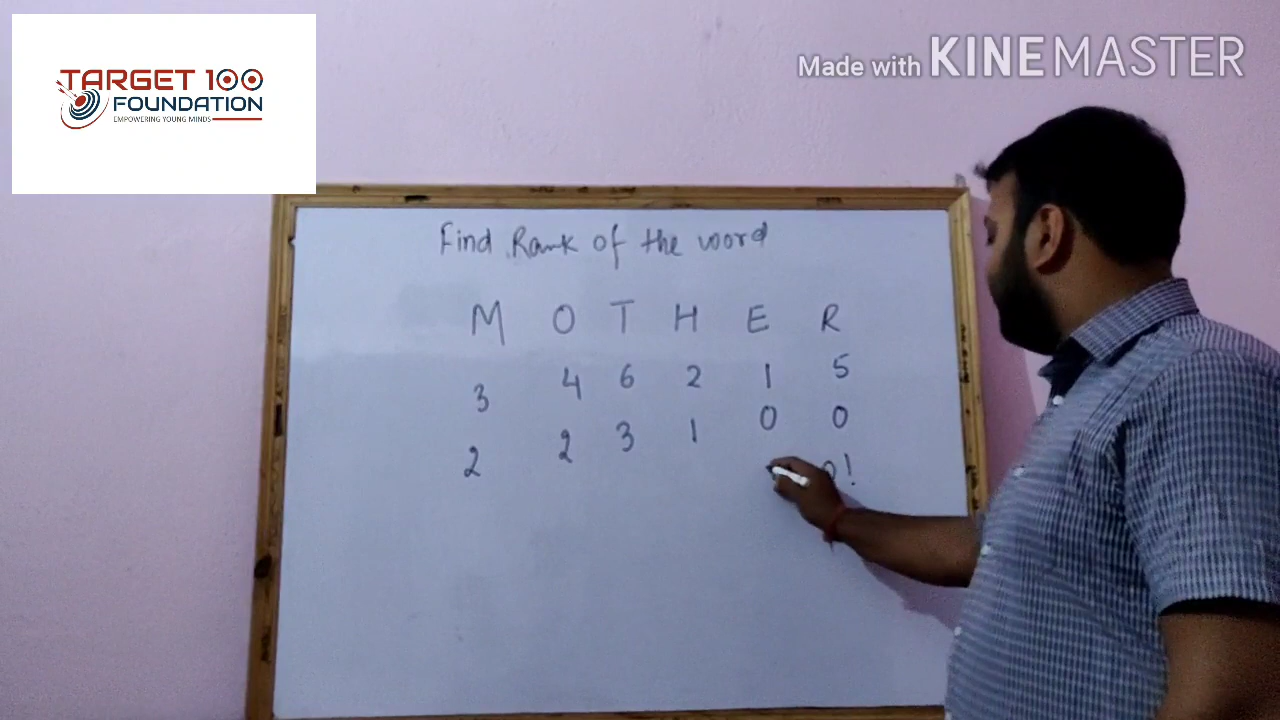 TARGET 100
FOUNDATION
EMPOWERING YOUNG MINDS
Made with KINEMASTER
Find Rank of the word
M O T H E R
3 4 6 2 1 5
2 2 3 1 0 0
0!